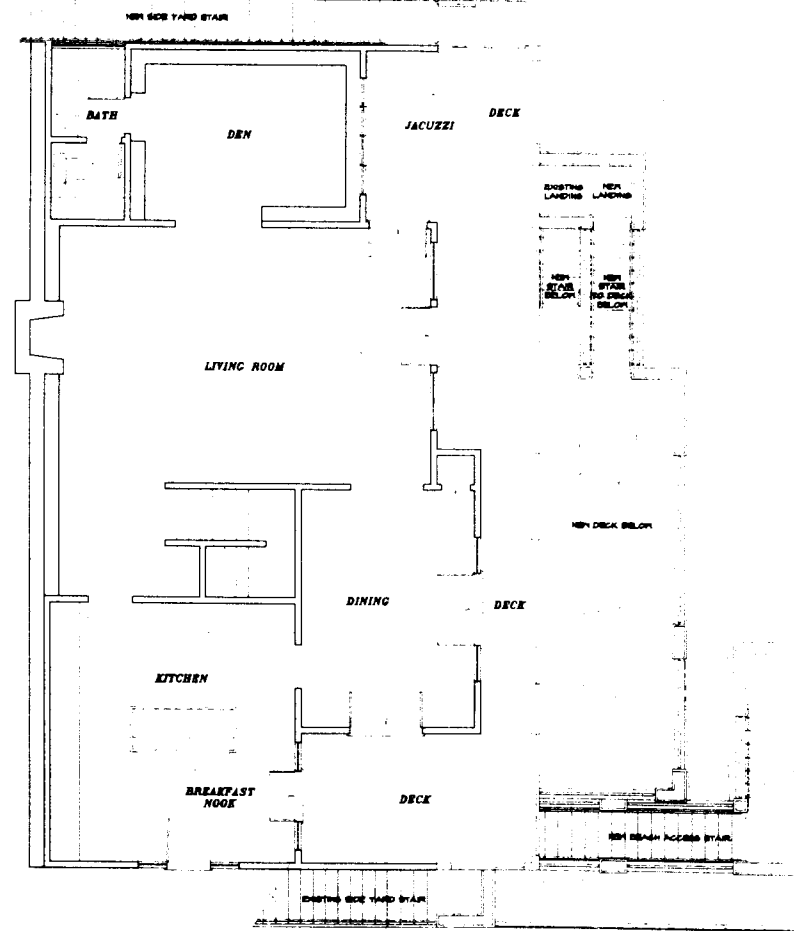 NEW SIDE YARD STAIR
BATH
DEN
JACUZZI
DECK
EXISTING
LANDING
NEW
LANDING
NEW
STAIR
BELOW
NEW
STAIR
TO DECK
BELOW
LIVING ROOM
NEW DECK BELOW
DINING
DECK
KITCHEN
BREAKFAST
NOOK
DECK
NEW BEACH ACCESS STAIR
EXISTING SIDE YARD STAIR